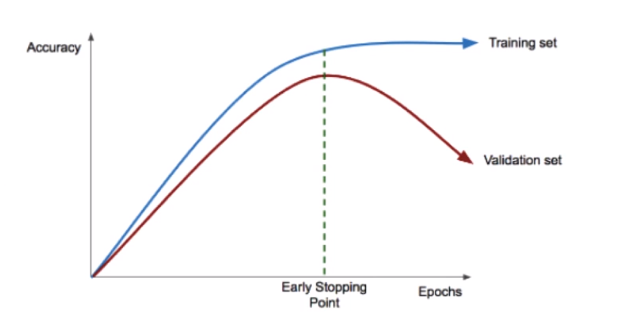 Accuracy
Training set
Validation set
Early Stopping
Point
Epochs